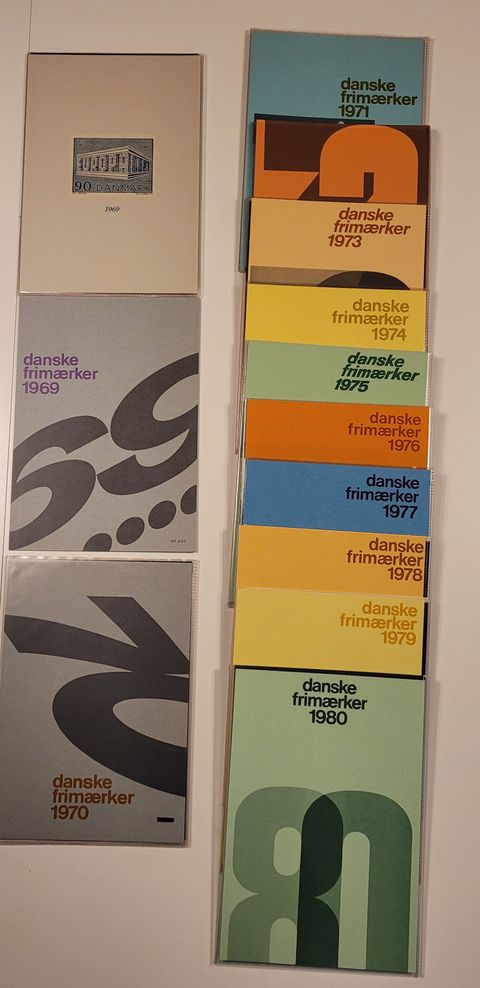 EUROPA
90 DANMARK
1969
danske
frimærker
1969
69
danske
frimærker
1970
70
danske
frimærker
1971
72
danske
frimærker
1973
danske
frimærker
1974
danske
frimærker
1975
danske
frimærker
1976
danske
frimærker
1977
danske
frimærker
1978
danske
frimærker
1979
danske
frimærker
1980
80